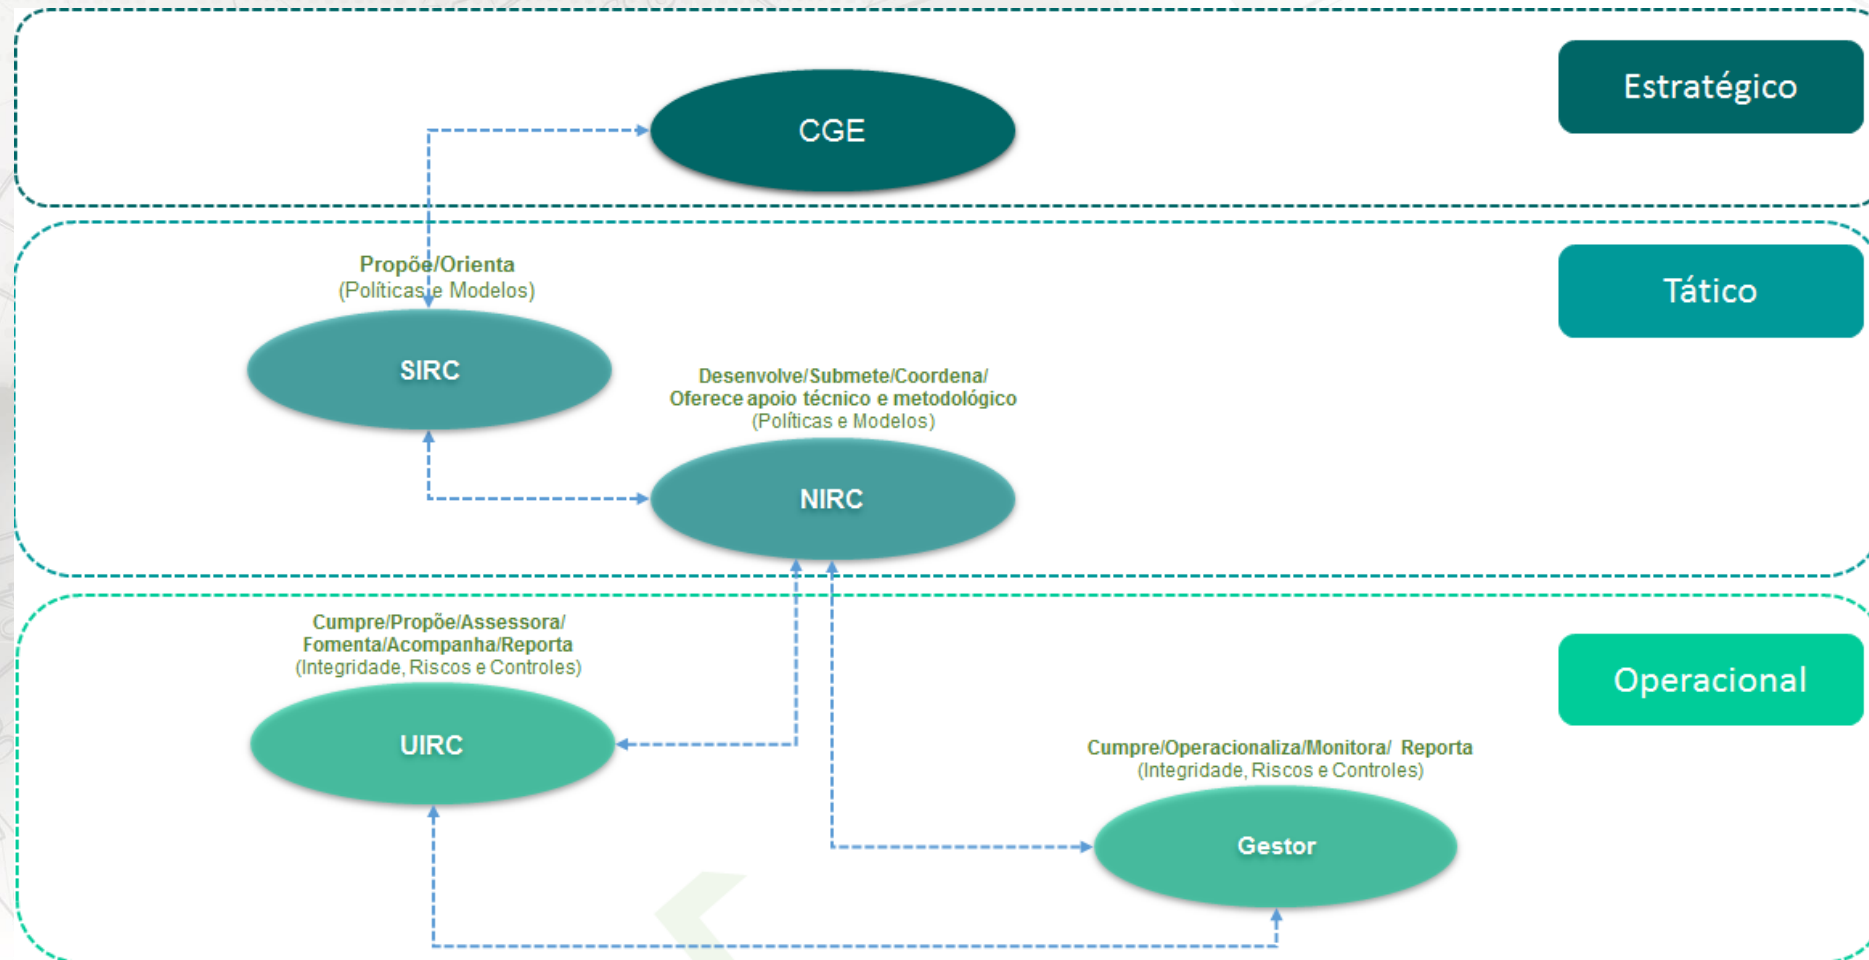 Estratégico
CGE
Tático
Propõe/Orienta
(Políticas e Modelos)
SIRC
Desenvolve/Submete/Coordena/
Oferece apoio técnico e metodológico
(Políticas e Modelos)
NIRC
Cumpre/Propõe/Assessora/
Fomenta/Acompanha/Reporta
(Integridade, Riscos e Controles)
Operacional
UIRC
Cumpre/Operacionaliza/Monitora/ Reporta
(Integridade, Riscos e Controles)
Gestor